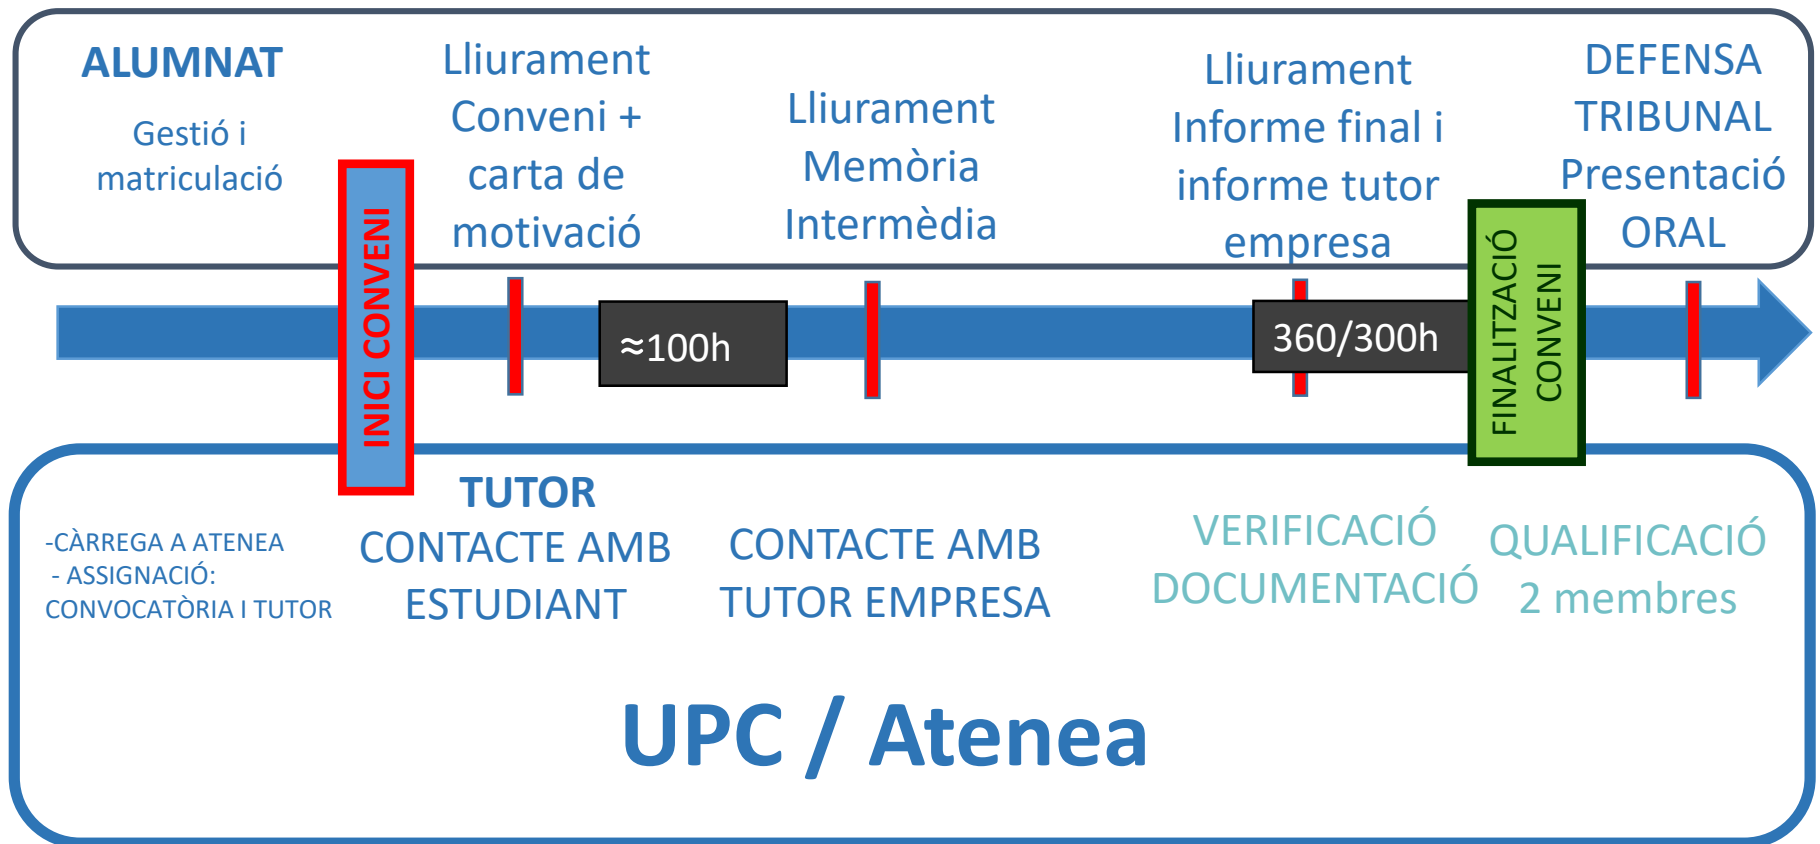 ALUMNAT
Gestió i
matriculació
Lliurament
Conveni +
carta de
motivació
Lliurament
Memòria
Intermèdia
Lliurament
Informe final i
informe tutor
empresa
DEFENSA
TRIBUNAL
Presentació
ORAL
INICI CONVENI
≈100h
360/300h
FINALITZACIÓ
CONVENI
-CÀRREGA A ATENEA
- ASSIGNACIÓ:
CONVOCATÒRIA I TUTOR
TUTOR
CONTACTE AMB
ESTUDIANT
CONTACTE AMB
TUTOR EMPRESA
VERIFICACIÓ
DOCUMENTACIÓ
QUALIFICACIÓ
2 membres
UPC / Atenea